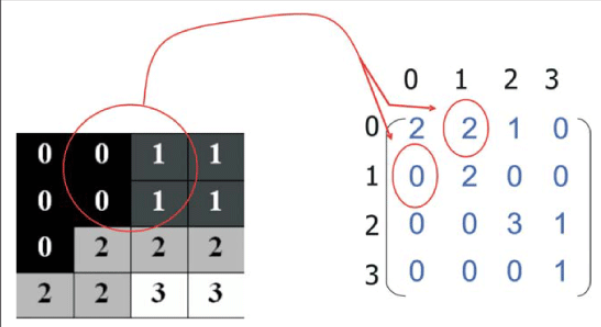 0 0 1 1
0 0 1 1
0 2 2 2
2 2 3 3
0 1 2 3
0 2 2 1 0
1 0 2 0 0
2 0 0 3 1
3 0 0 0 1